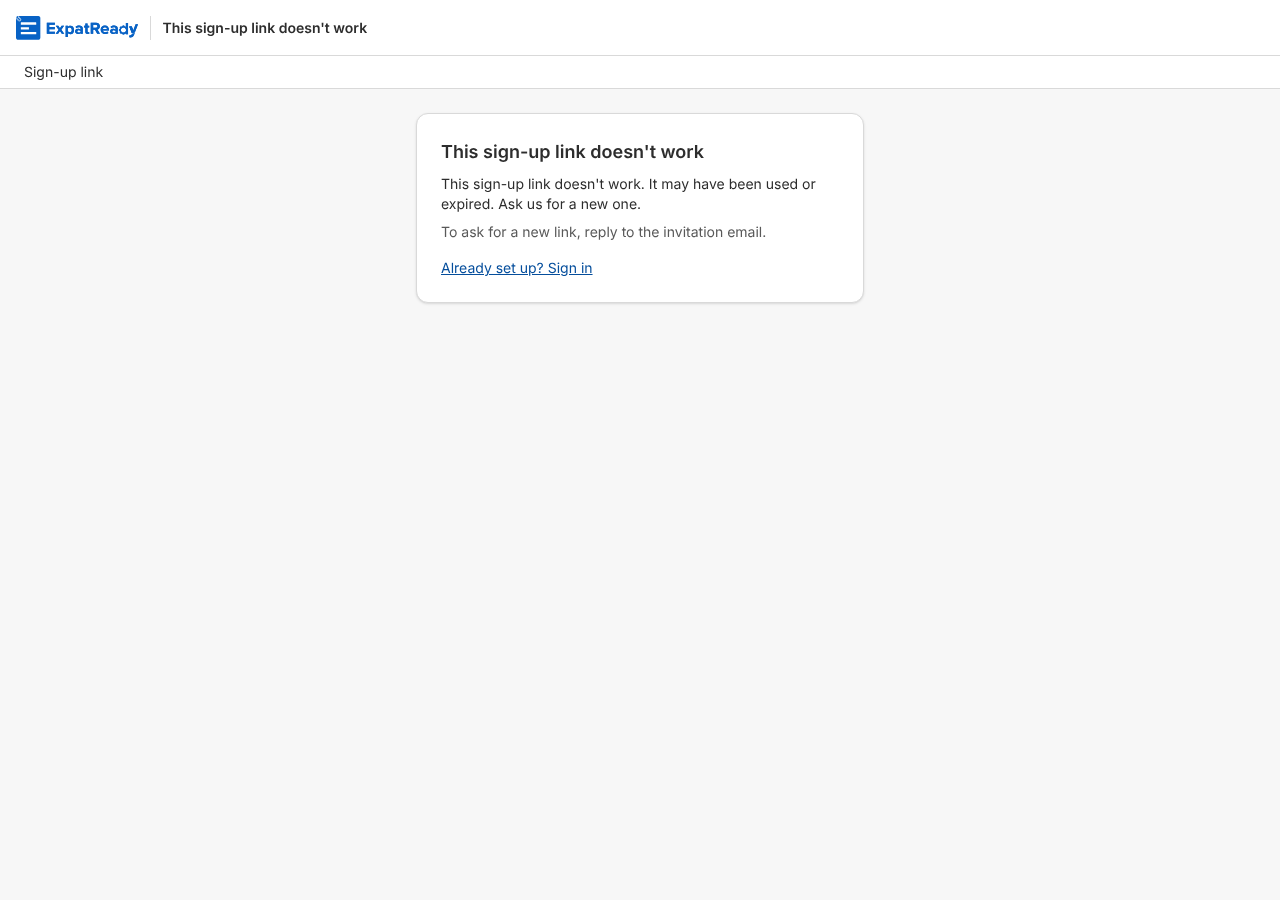 ExpatReady
This sign-up link doesn't work
Sign-up link
This sign-up link doesn't work
This sign-up link doesn't work. It may have been used or
expired. Ask us for a new one.
To ask for a new link, reply to the invitation email.
Already set up? Sign in